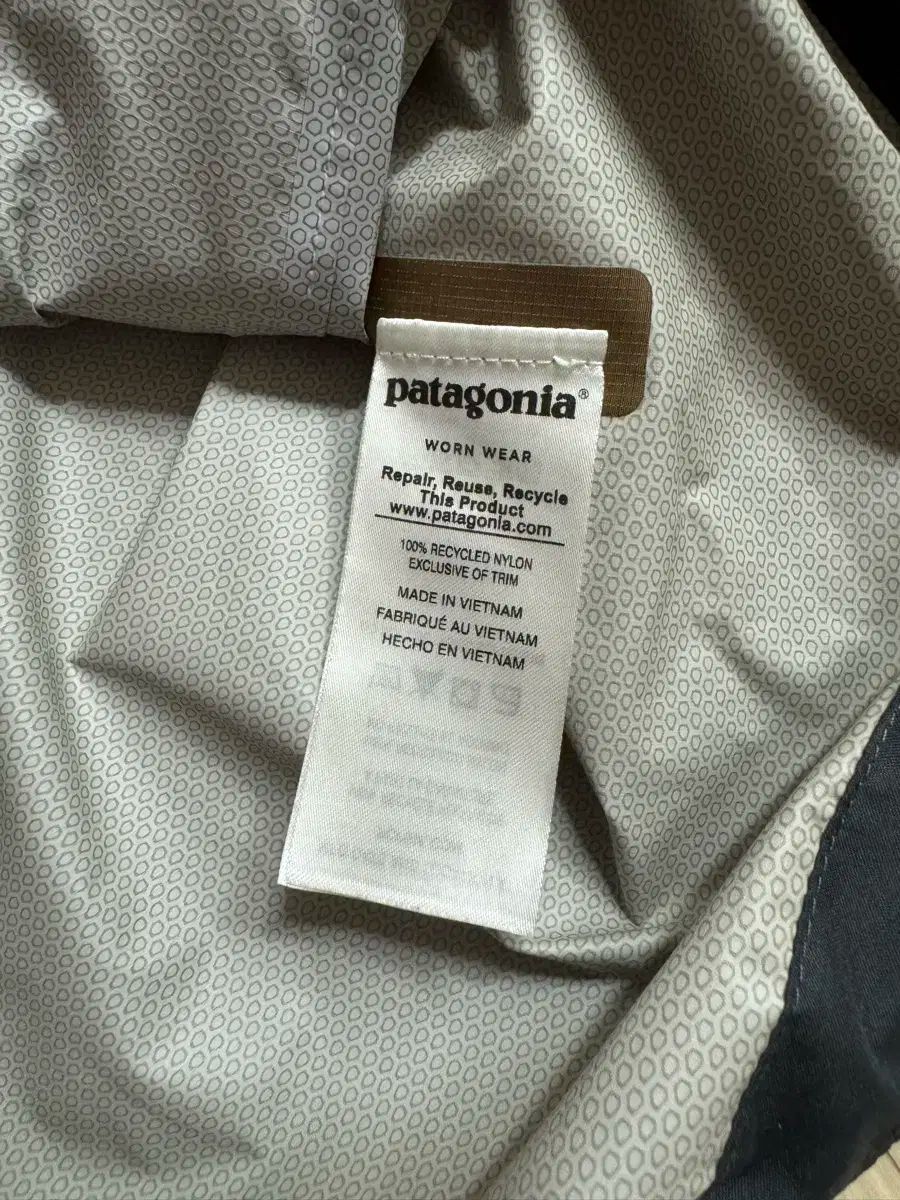 patagonia®
WORN WEAR
Repair, Reuse, Recycle
This Product
www.patagonia.com
100% RECYCLED NYLON
EXCLUSIVE OF TRIM
MADE IN VIETNAM
FABRIQUÉ AU VIETNAM
HECHO EN VIETNAM